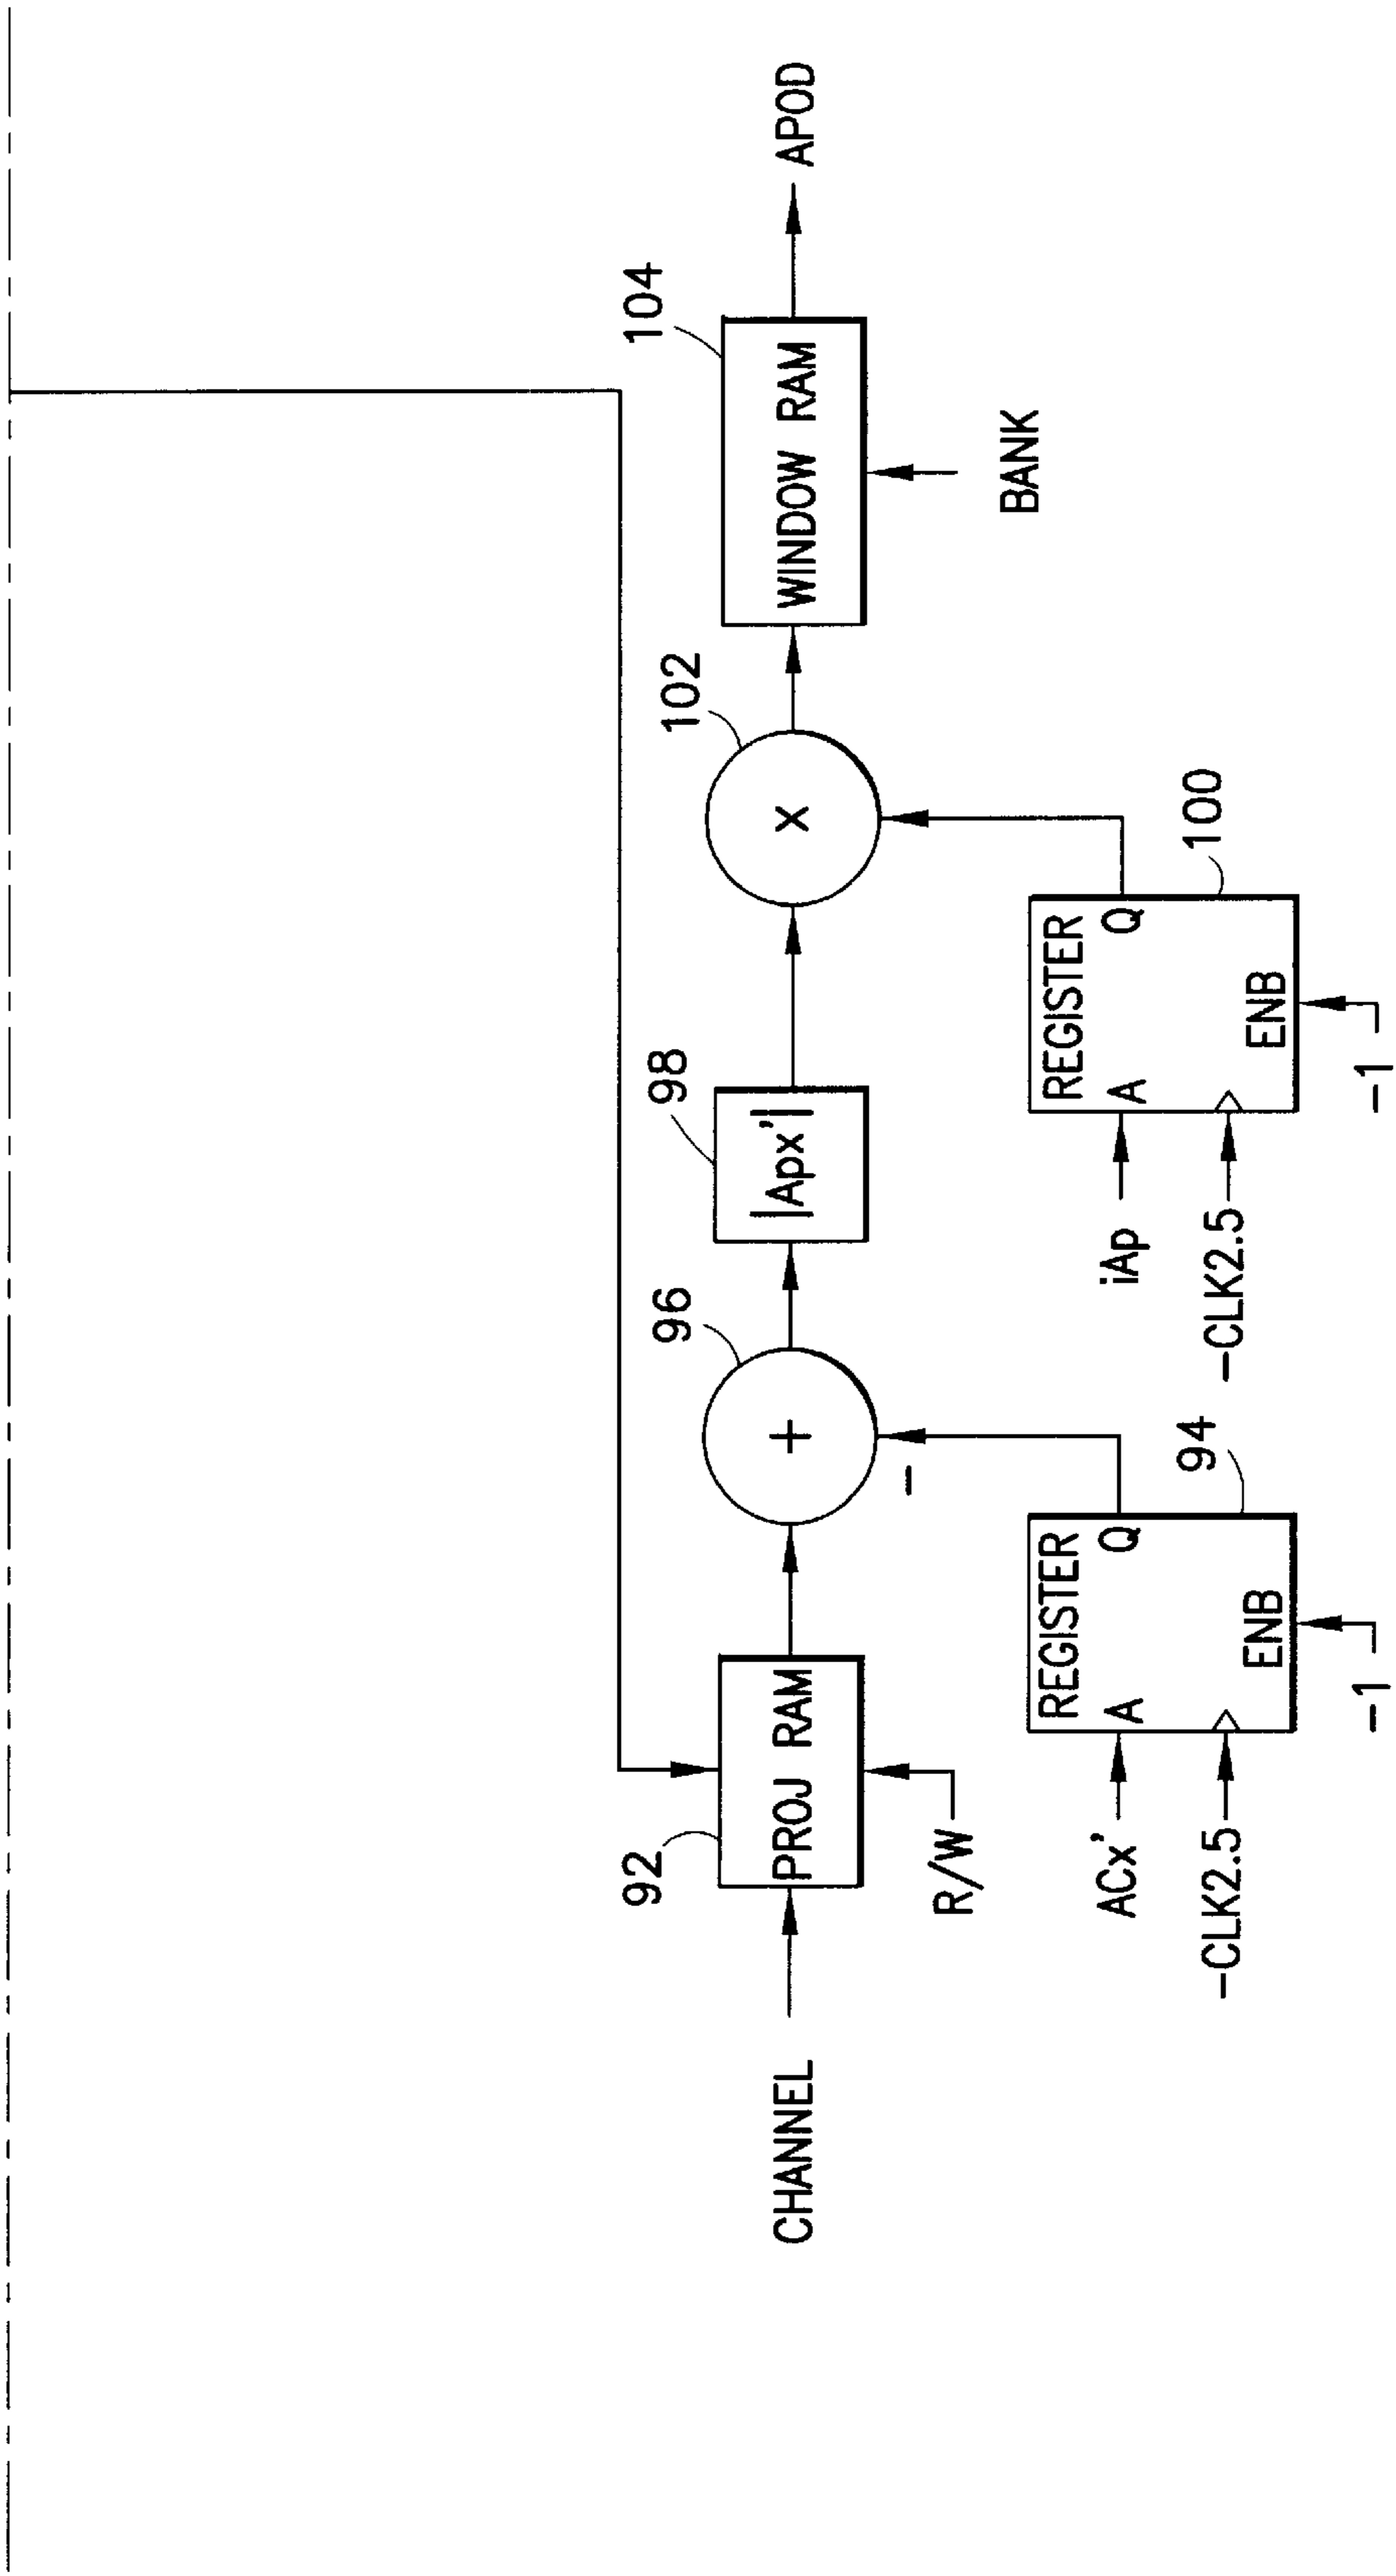 CHANNEL
92
PROJ RAM
R/W
96
+
-
98
|Apx'|
102
X
104
WINDOW RAM
BANK
APOD
REGISTER
A
Q
ENB
94
ACx'
-CLK2.5
-1
REGISTER
A
Q
ENB
100
iAp
-CLK2.5
-1